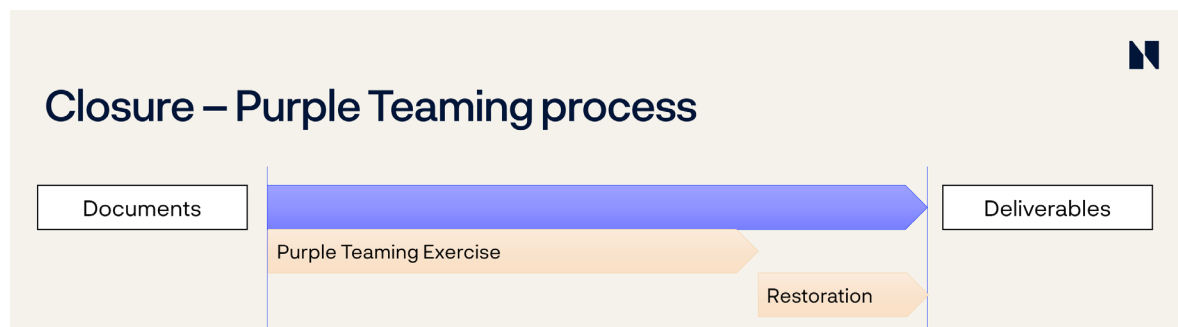 Closure – Purple Teaming process
Documents
Deliverables
Purple Teaming Exercise
Restoration